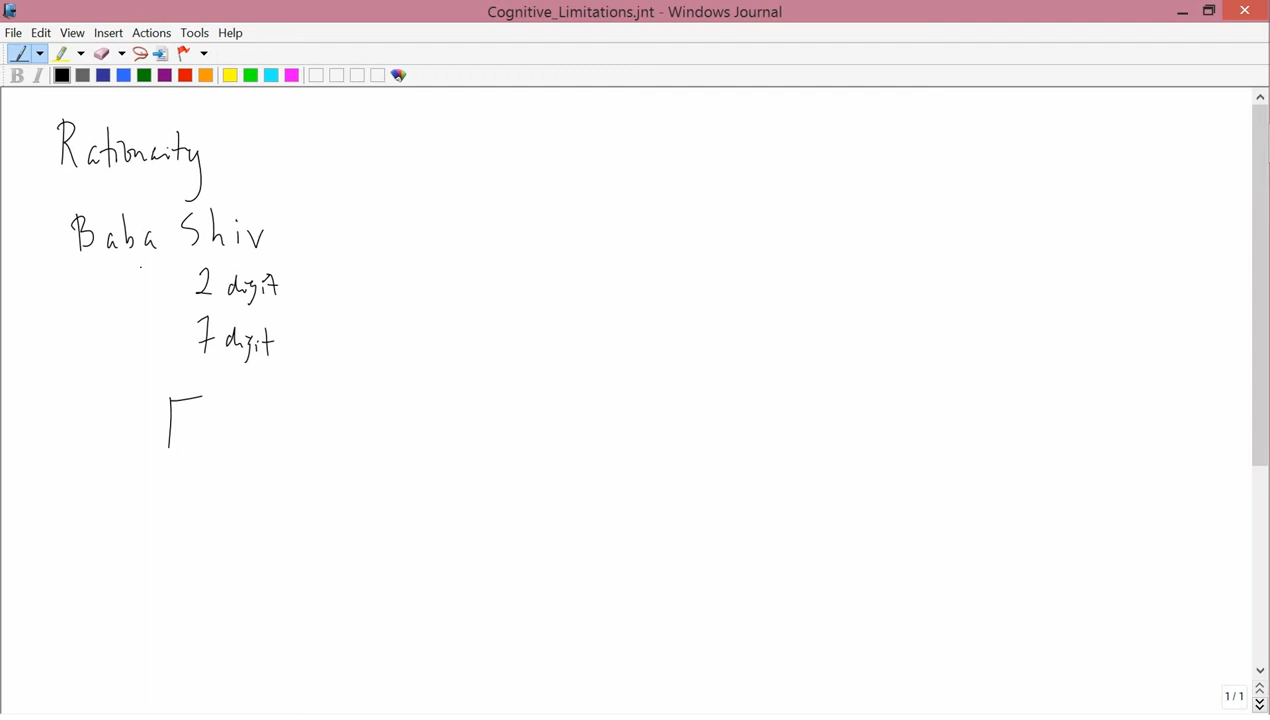 Cognitive_Limitations.jnt - Windows Journal
File Edit View Insert Actions Tools Help
B I
Rationaity
Baba Shiv
2 digit
7 digit
1 / 1